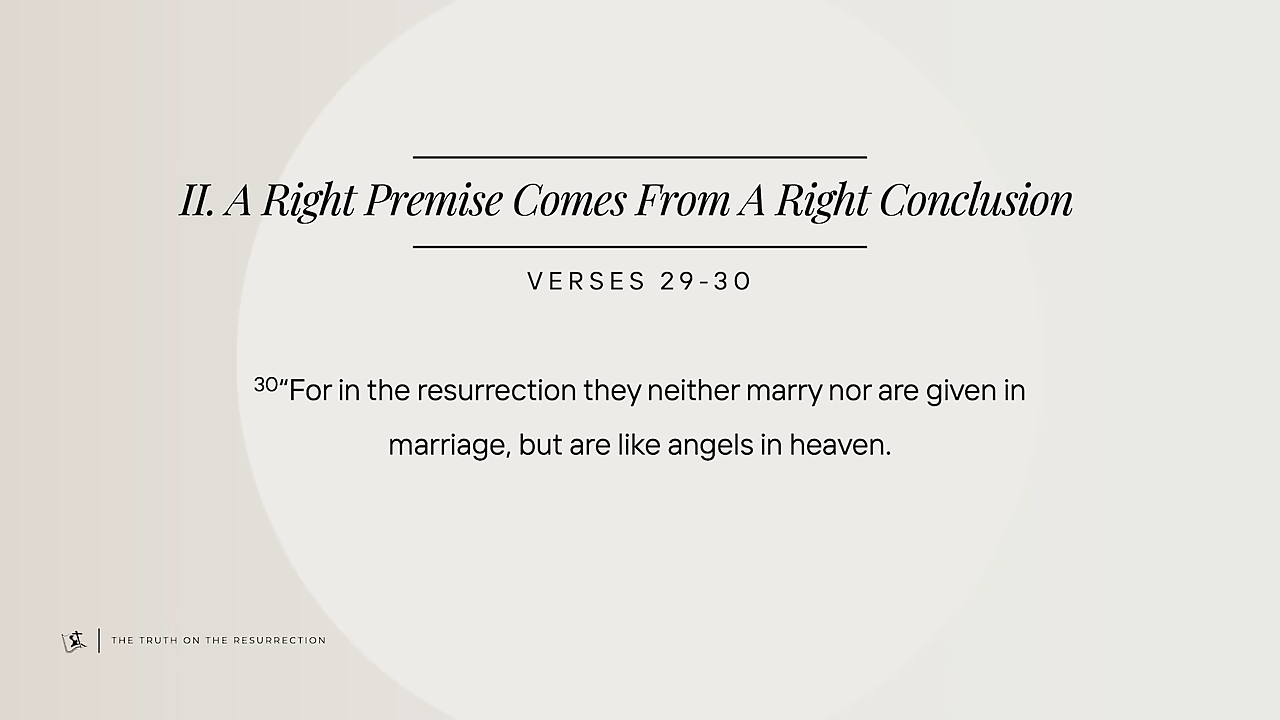 II. A Right Premise Comes From A Right Conclusion
VERSES 29-30
30“For in the resurrection they neither marry nor are given in
marriage, but are like angels in heaven.
THE TRUTH ON THE RESURRECTION